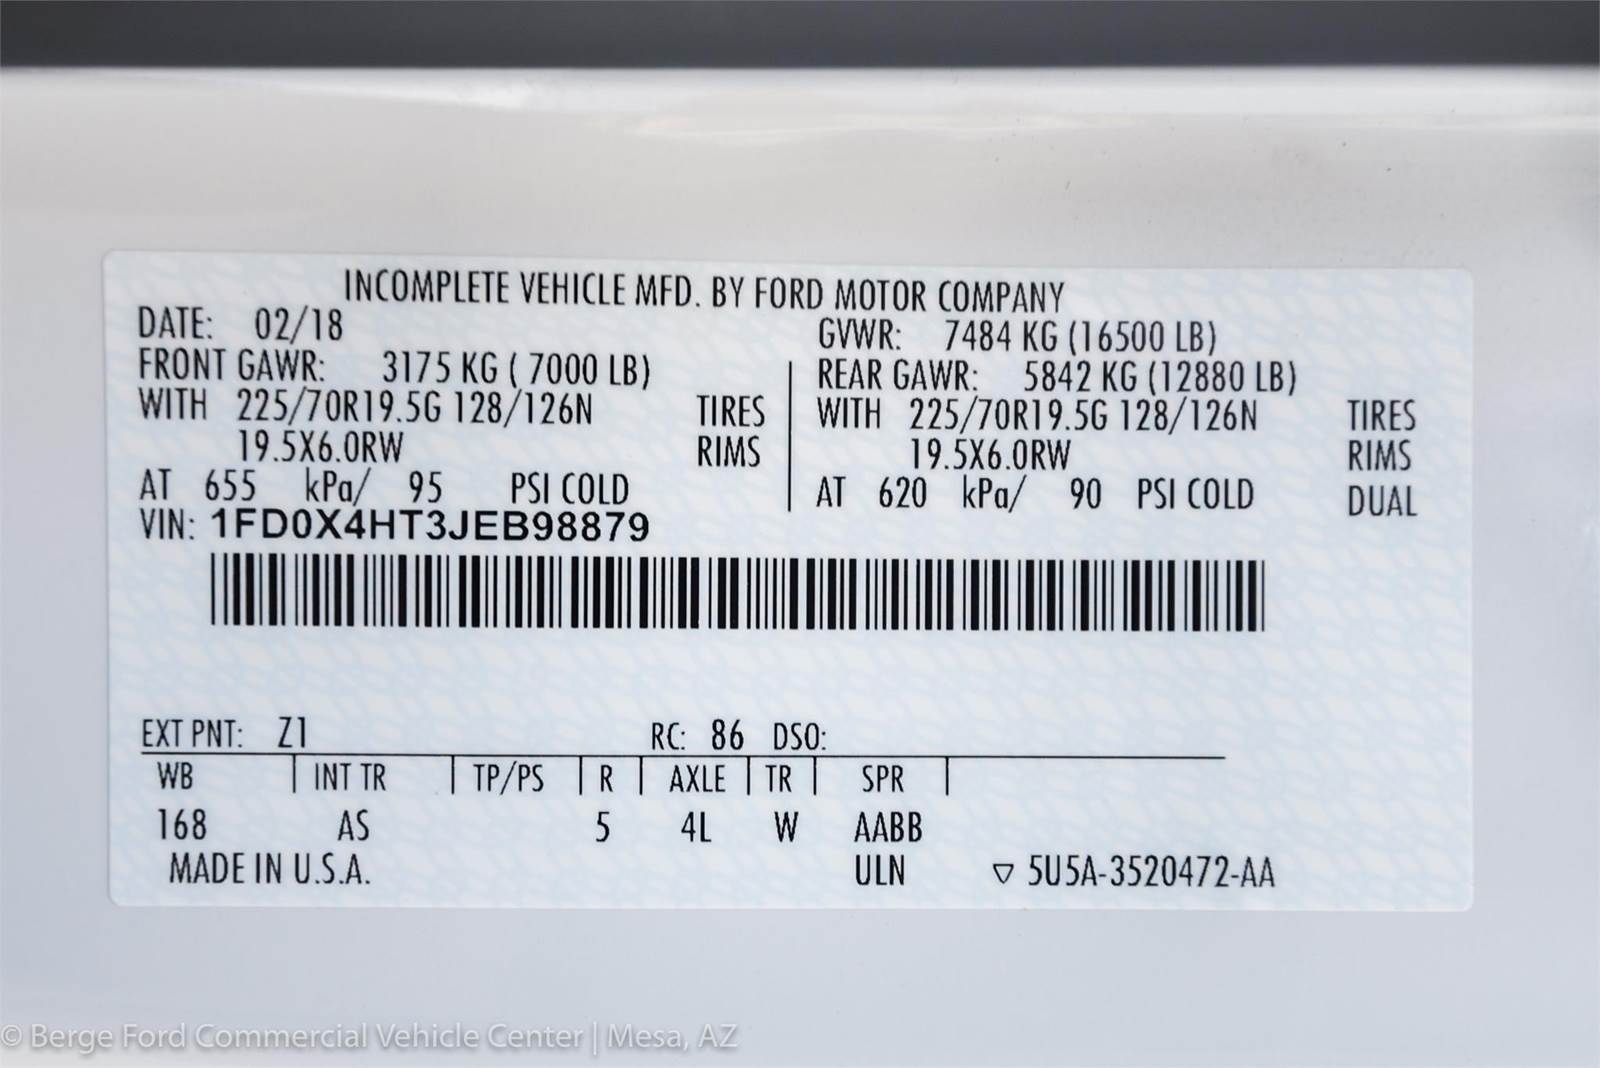 INCOMPLETE VEHICLE MFD. BY FORD MOTOR COMPANY
DATE: 02/18
GVWR: 7484 KG (16500 LB)
FRONT GAWR: 3175 KG ( 7000 LB)
REAR GAWR: 5842 KG (12880 LB)
WITH 225/70R19.5G 128/126N TIRES
WITH 225/70R19.5G 128/126N TIRES
19.5X6.0RW RIMS
19.5X6.0RW RIMS
AT 655 kPa/ 95 PSI COLD
AT 620 kPa/ 90 PSI COLD DUAL
VIN: 1FD0X4HT3JEB98879
EXT PNT: Z1 RC: 86 DSO:
WB INT TR TP/PS R AXLE TR SPR
168 AS 5 4L W AABB
MADE IN U.S.A. ULN ▽ 5U5A-3520472-AA
© Berge Ford Commercial Vehicle Center | Mesa, AZ